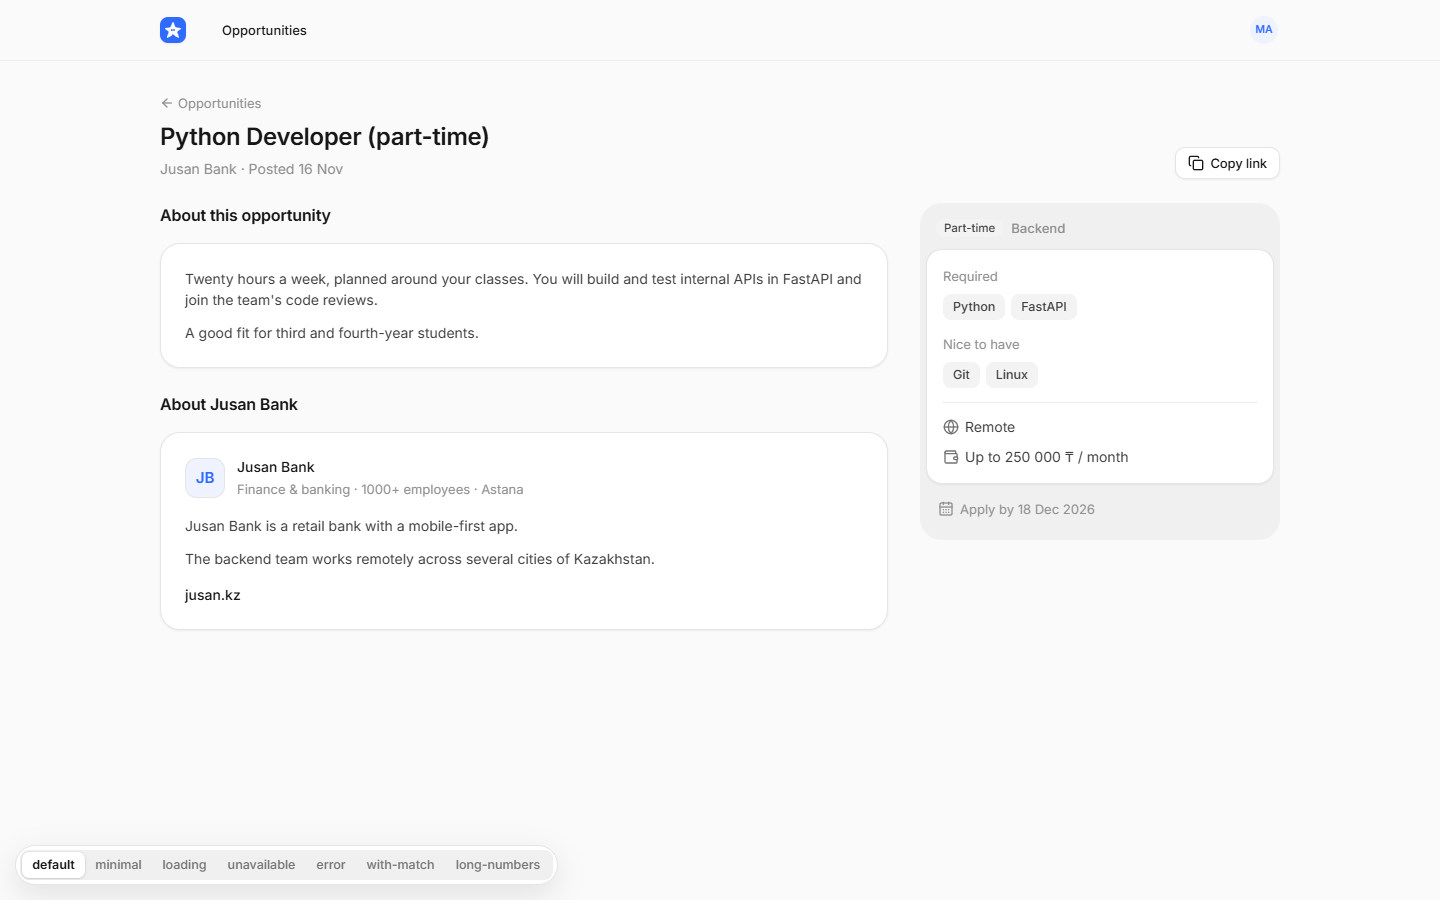 Opportunities
MA
Opportunities
Python Developer (part-time)
Jusan Bank · Posted 16 Nov
Copy link
About this opportunity
Twenty hours a week, planned around your classes. You will build and test internal APIs in FastAPI and
join the team's code reviews.
A good fit for third and fourth-year students.
About Jusan Bank
JB
Jusan Bank
Finance & banking · 1000+ employees · Astana
Jusan Bank is a retail bank with a mobile-first app.
The backend team works remotely across several cities of Kazakhstan.
jusan.kz
Part-time Backend
Required
Python FastAPI
Nice to have
Git Linux
Remote
Up to 250 000 ₸ / month
Apply by 18 Dec 2026
default minimal loading unavailable error with-match long-numbers